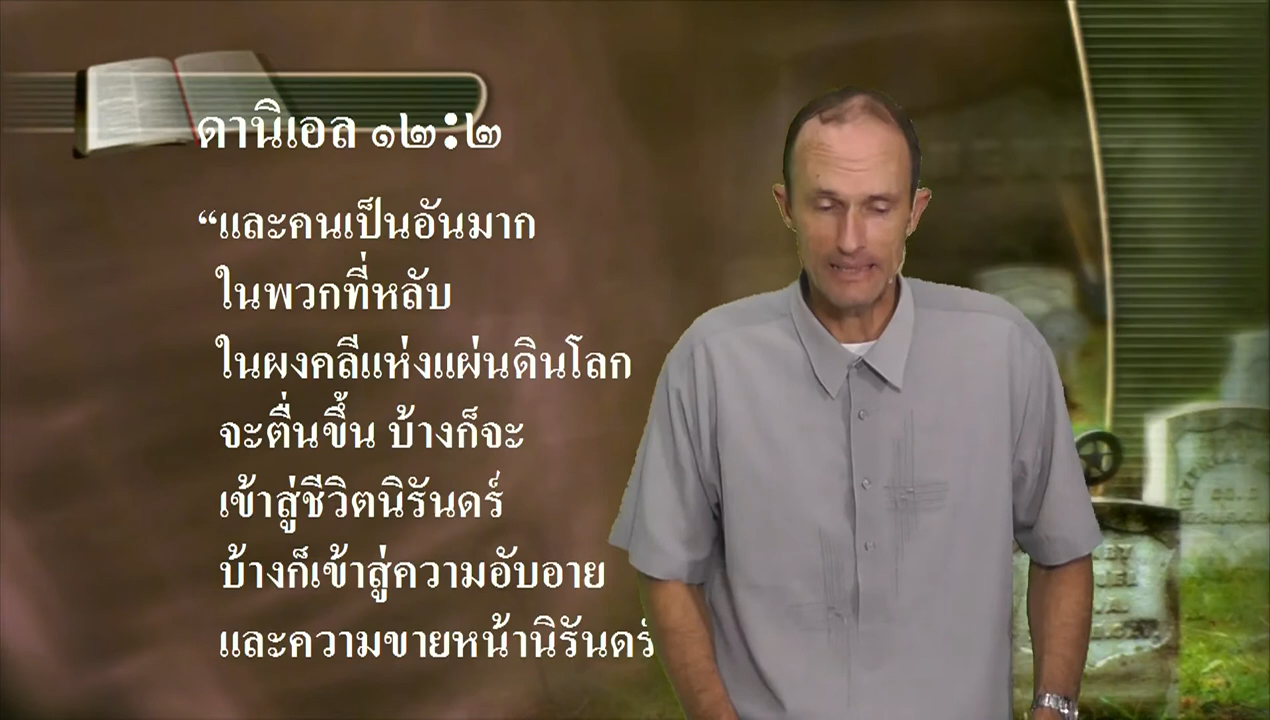 ดานิเอล ๑๒:๒
“และคนเป็นอันมาก
ในพวกที่หลับ
ในผงคลีแห่งแผ่นดินโลก
จะตื่นขึ้น บ้างก็จะ
เข้าสู่ชีวิตนิรันดร์
บ้างก็เข้าสู่ความอับอาย
และความขายหน้านิรันดร์